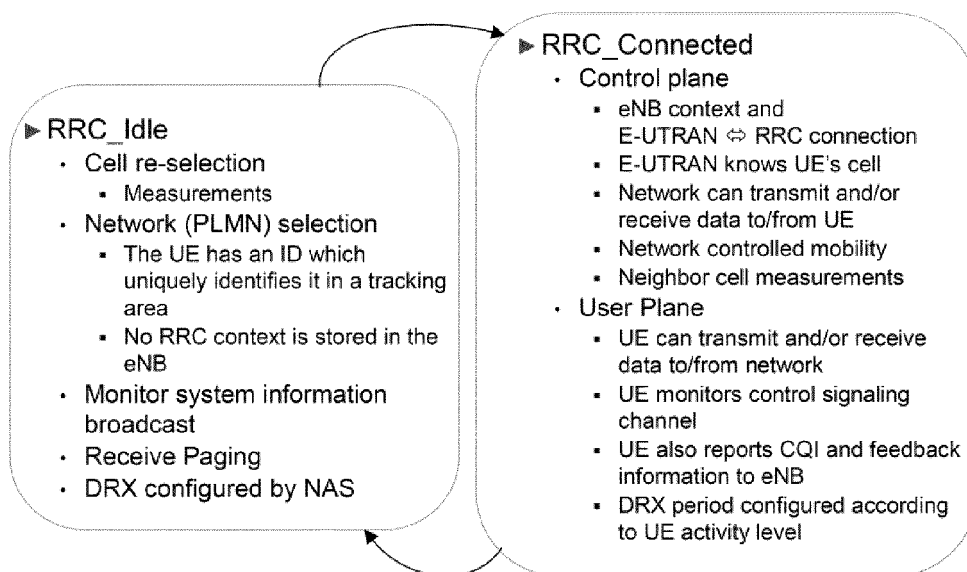 ► RRC_Idle
• Cell re-selection
▪ Measurements
• Network (PLMN) selection
▪ The UE has an ID which
uniquely identifies it in a tracking
area
▪ No RRC context is stored in the
eNB
• Monitor system information
broadcast
• Receive Paging
• DRX configured by NAS
► RRC_Connected
• Control plane
▪ eNB context and
E-UTRAN ⇔ RRC connection
▪ E-UTRAN knows UE's cell
▪ Network can transmit and/or
receive data to/from UE
▪ Network controlled mobility
▪ Neighbor cell measurements
• User Plane
▪ UE can transmit and/or receive
data to/from network
▪ UE monitors control signaling
channel
▪ UE also reports CQI and feedback
information to eNB
▪ DRX period configured according
to UE activity level